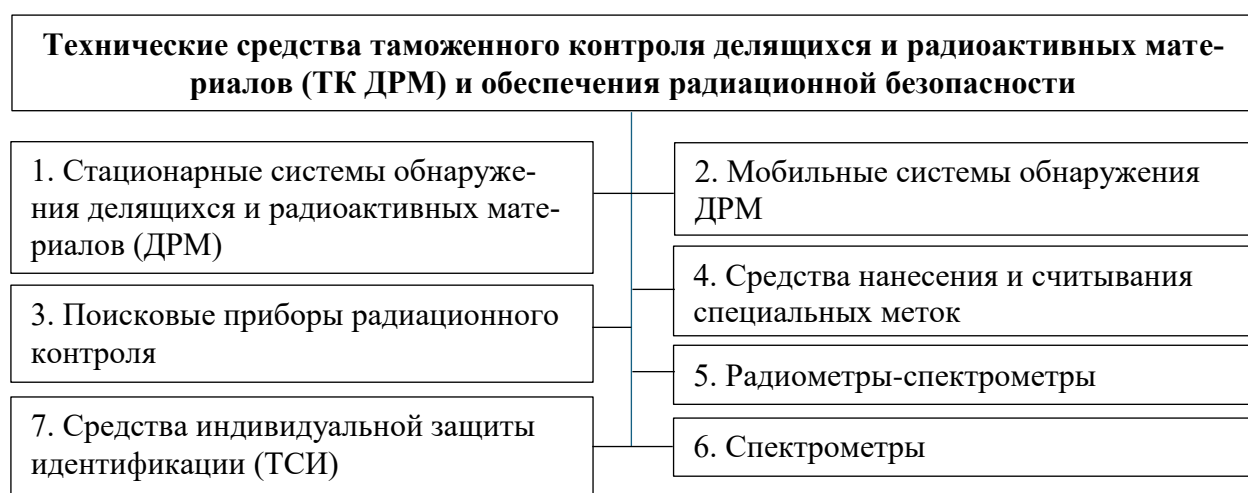 Технические средства таможенного контроля делящихся и радиоактивных мате-
риалов (ТК ДРМ) и обеспечения радиационной безопасности
1. Стационарные системы обнаруже-
ния делящихся и радиоактивных мате-
риалов (ДРМ)
2. Мобильные системы обнаружения
ДРМ
3. Поисковые приборы радиационного
контроля
4. Средства нанесения и считывания
специальных меток
5. Радиометры-спектрометры
7. Средства индивидуальной защиты
идентификации (ТСИ)
6. Спектрометры